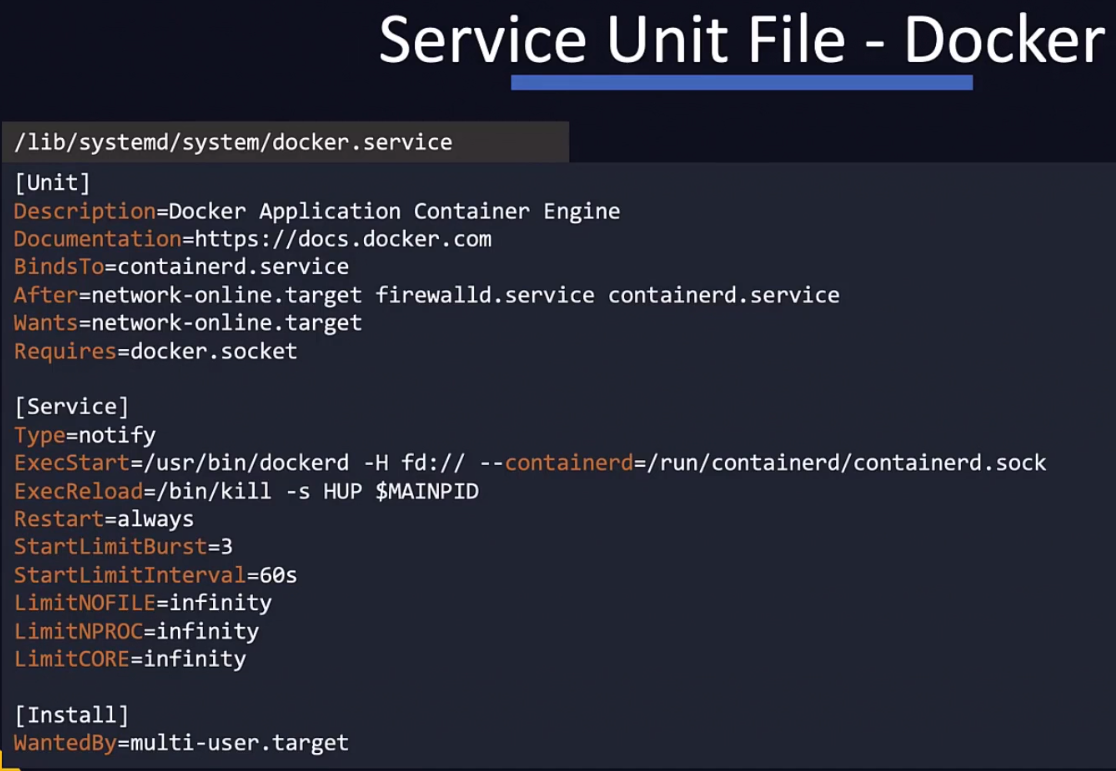 Service Unit File - Docker
/lib/systemd/system/docker.service
[Unit]
Description=Docker Application Container Engine
Documentation=https://docs.docker.com
BindsTo=containerd.service
After=network-online.target firewalld.service containerd.service
Wants=network-online.target
Requires=docker.socket
[Service]
Type=notify
ExecStart=/usr/bin/dockerd -H fd:// --containerd=/run/containerd/containerd.sock
ExecReload=/bin/kill -s HUP $MAINPID
Restart=always
StartLimitBurst=3
StartLimitInterval=60s
LimitNOFILE=infinity
LimitNPROC=infinity
LimitCORE=infinity
[Install]
WantedBy=multi-user.target